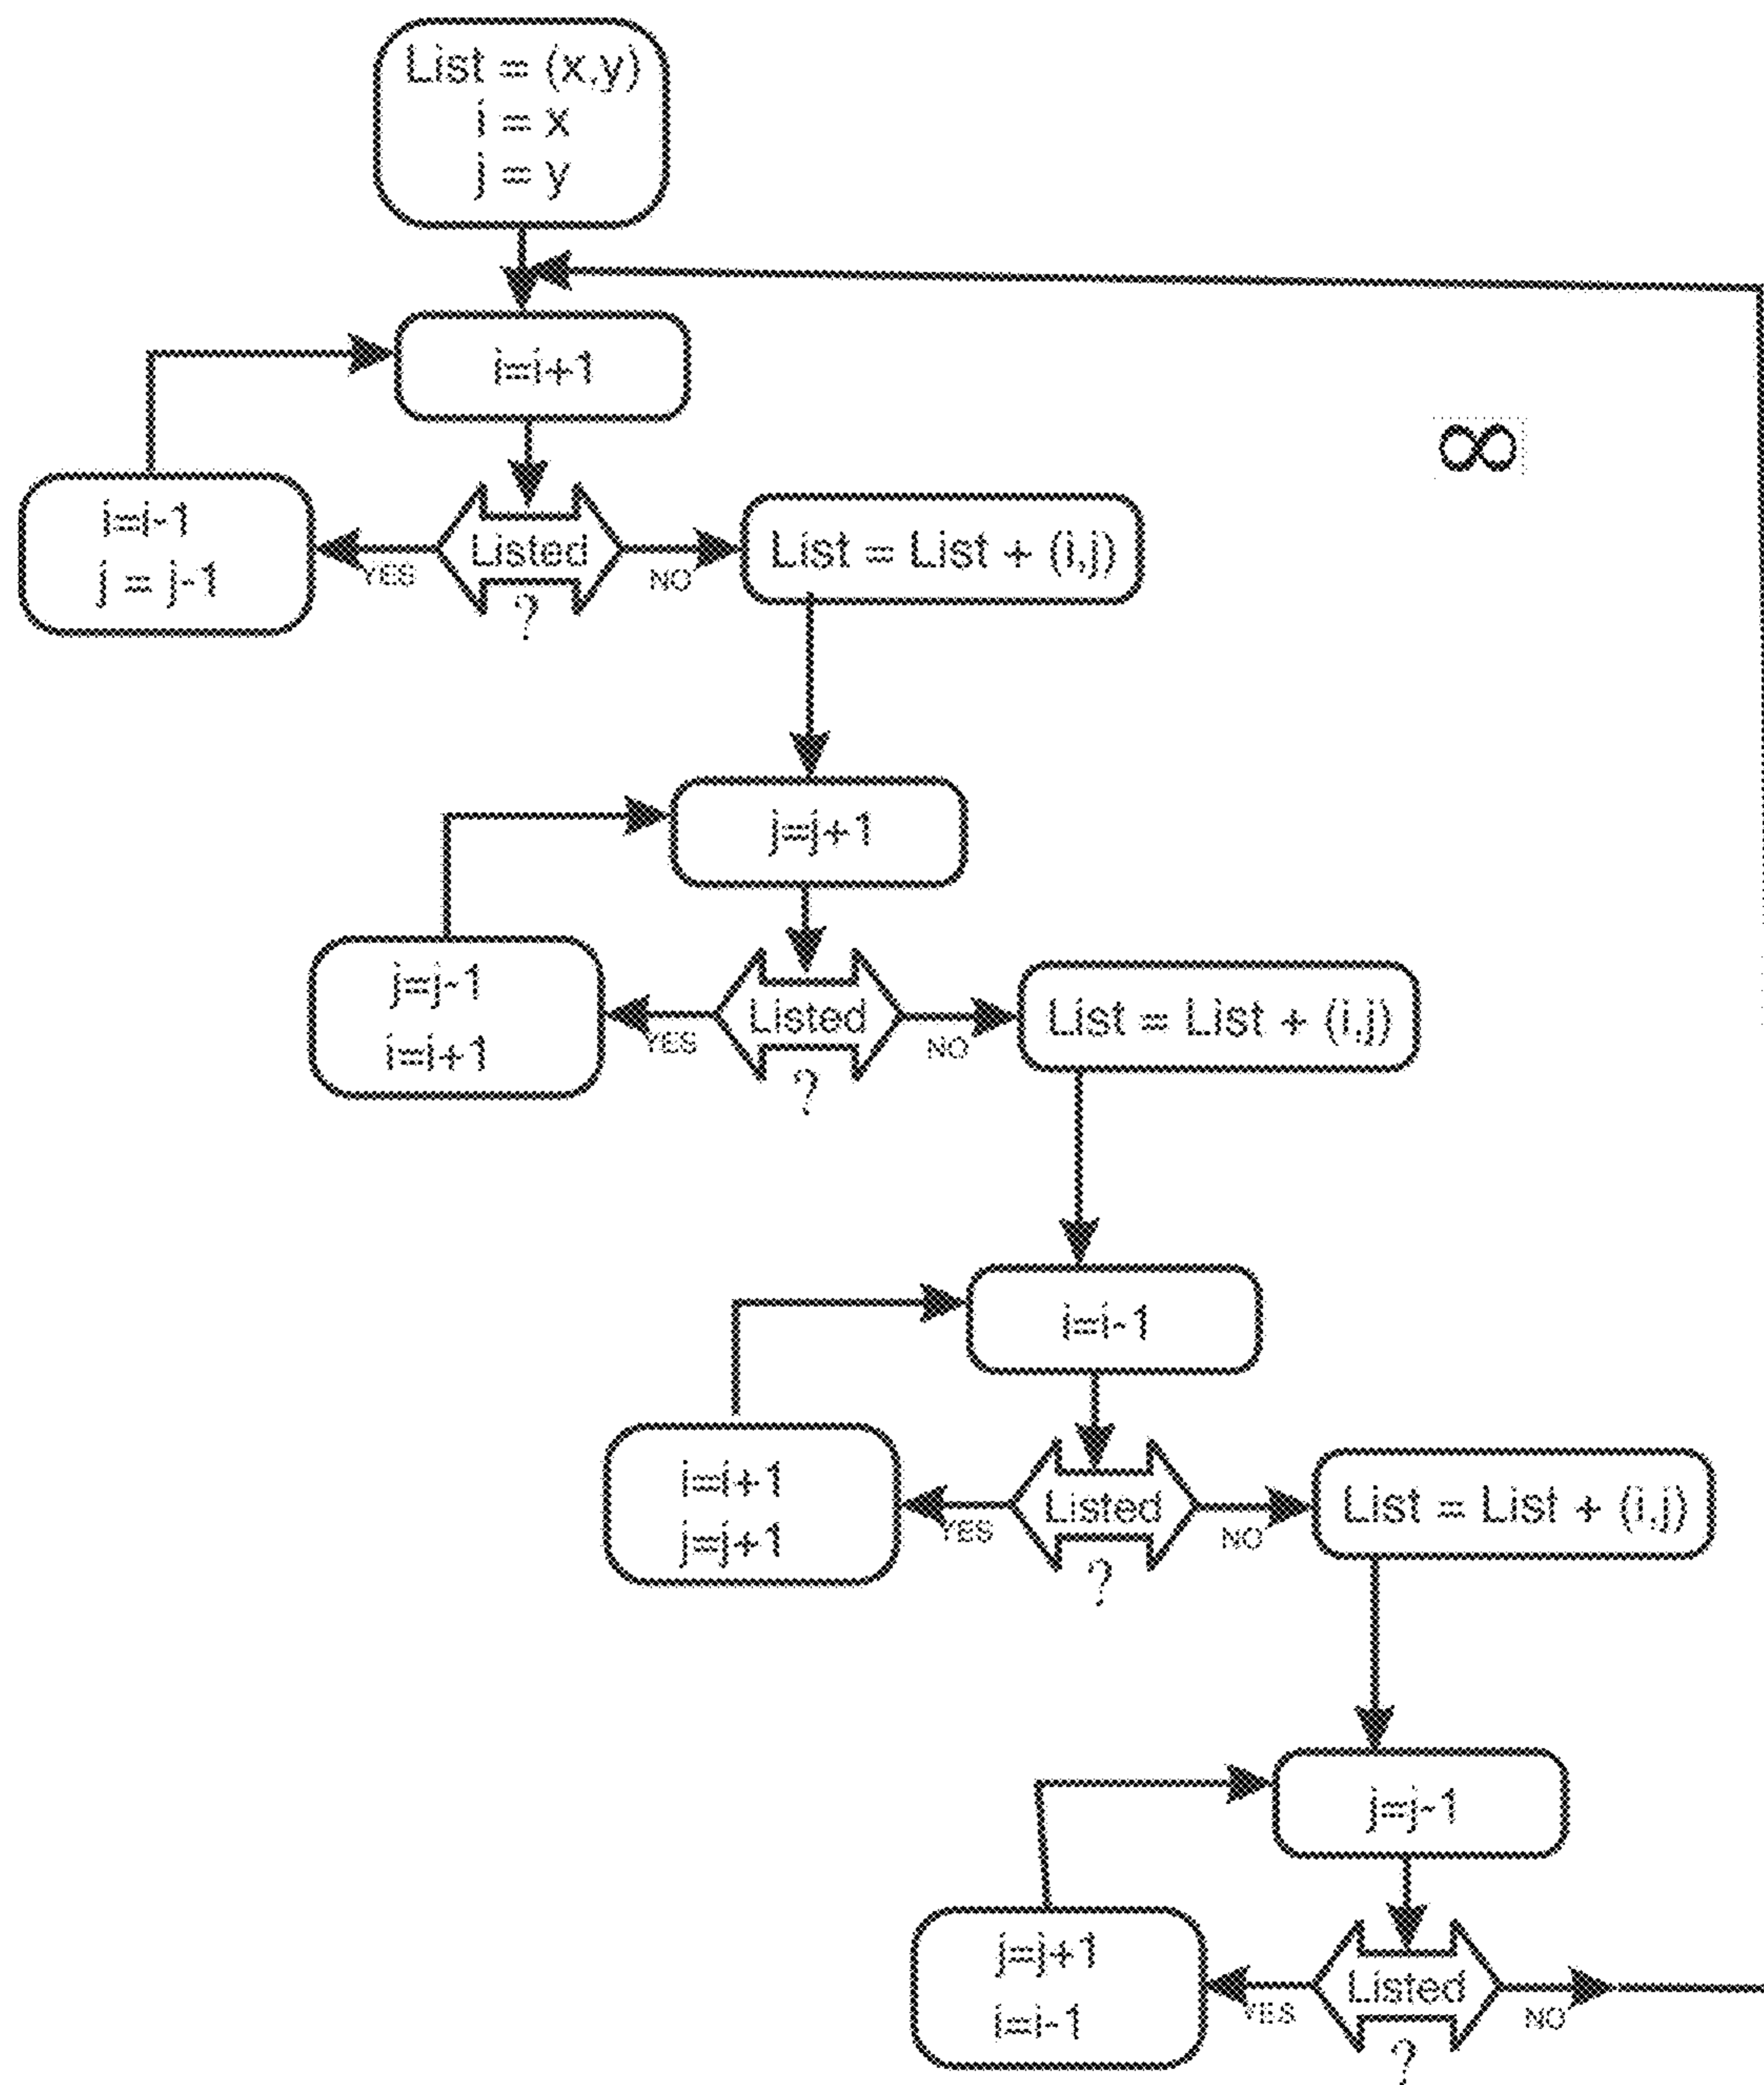 List = (x,y)
i = x
j = y
i=i+1
∞
i=i-1
j = j-1
YES
Listed
?
NO
List = List + (i,j)
j=j+1
j=j-1
i=i+1
YES
Listed
?
NO
List = List + (i,j)
i=i-1
i=i+1
j=j+1
YES
Listed
?
NO
List = List + (i,j)
j=j-1
j=j+1
i=i-1
YES
Listed
?
NO